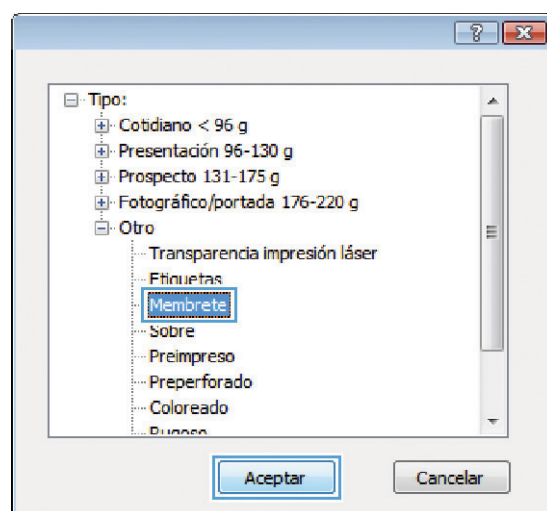 Tipo:
Cotidiano < 96 g
Presentación 96-130 g
Prospecto 131-175 g
Fotográfico/portada 176-220 g
Otro
Transparencia impresión láser
Etiquetas
Membrete
Sobre
Preimpreso
Preperforado
Coloreado
Rugoso
Aceptar
Cancelar